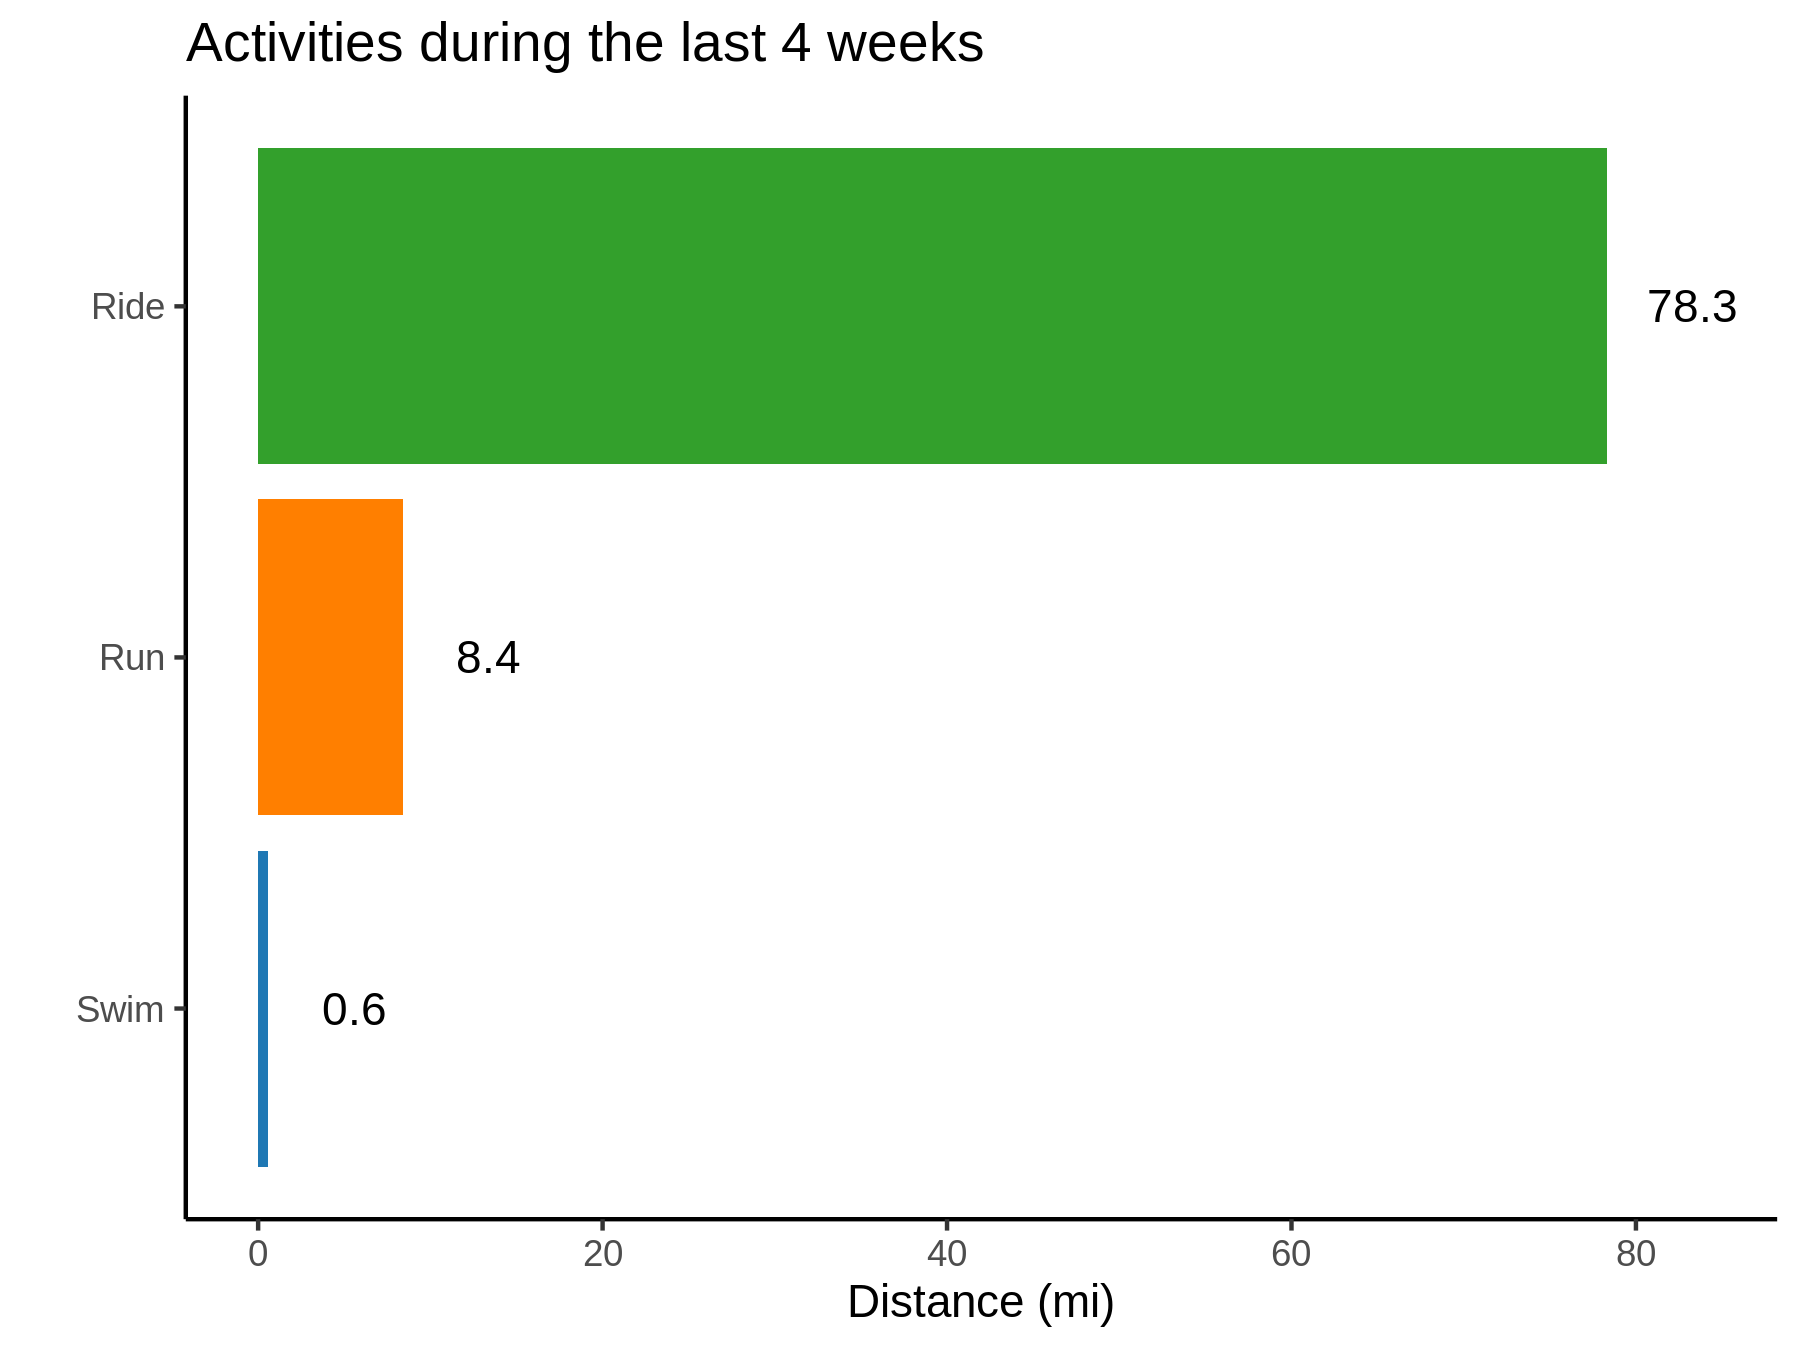 Activities during the last 4 weeks
Ride
78.3
Run
8.4
Swim
0.6
0 20 40 60 80
Distance (mi)